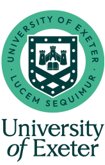 UNIVERSITY OF EXETER
LUCEM SEQUIMUR
University
of Exeter